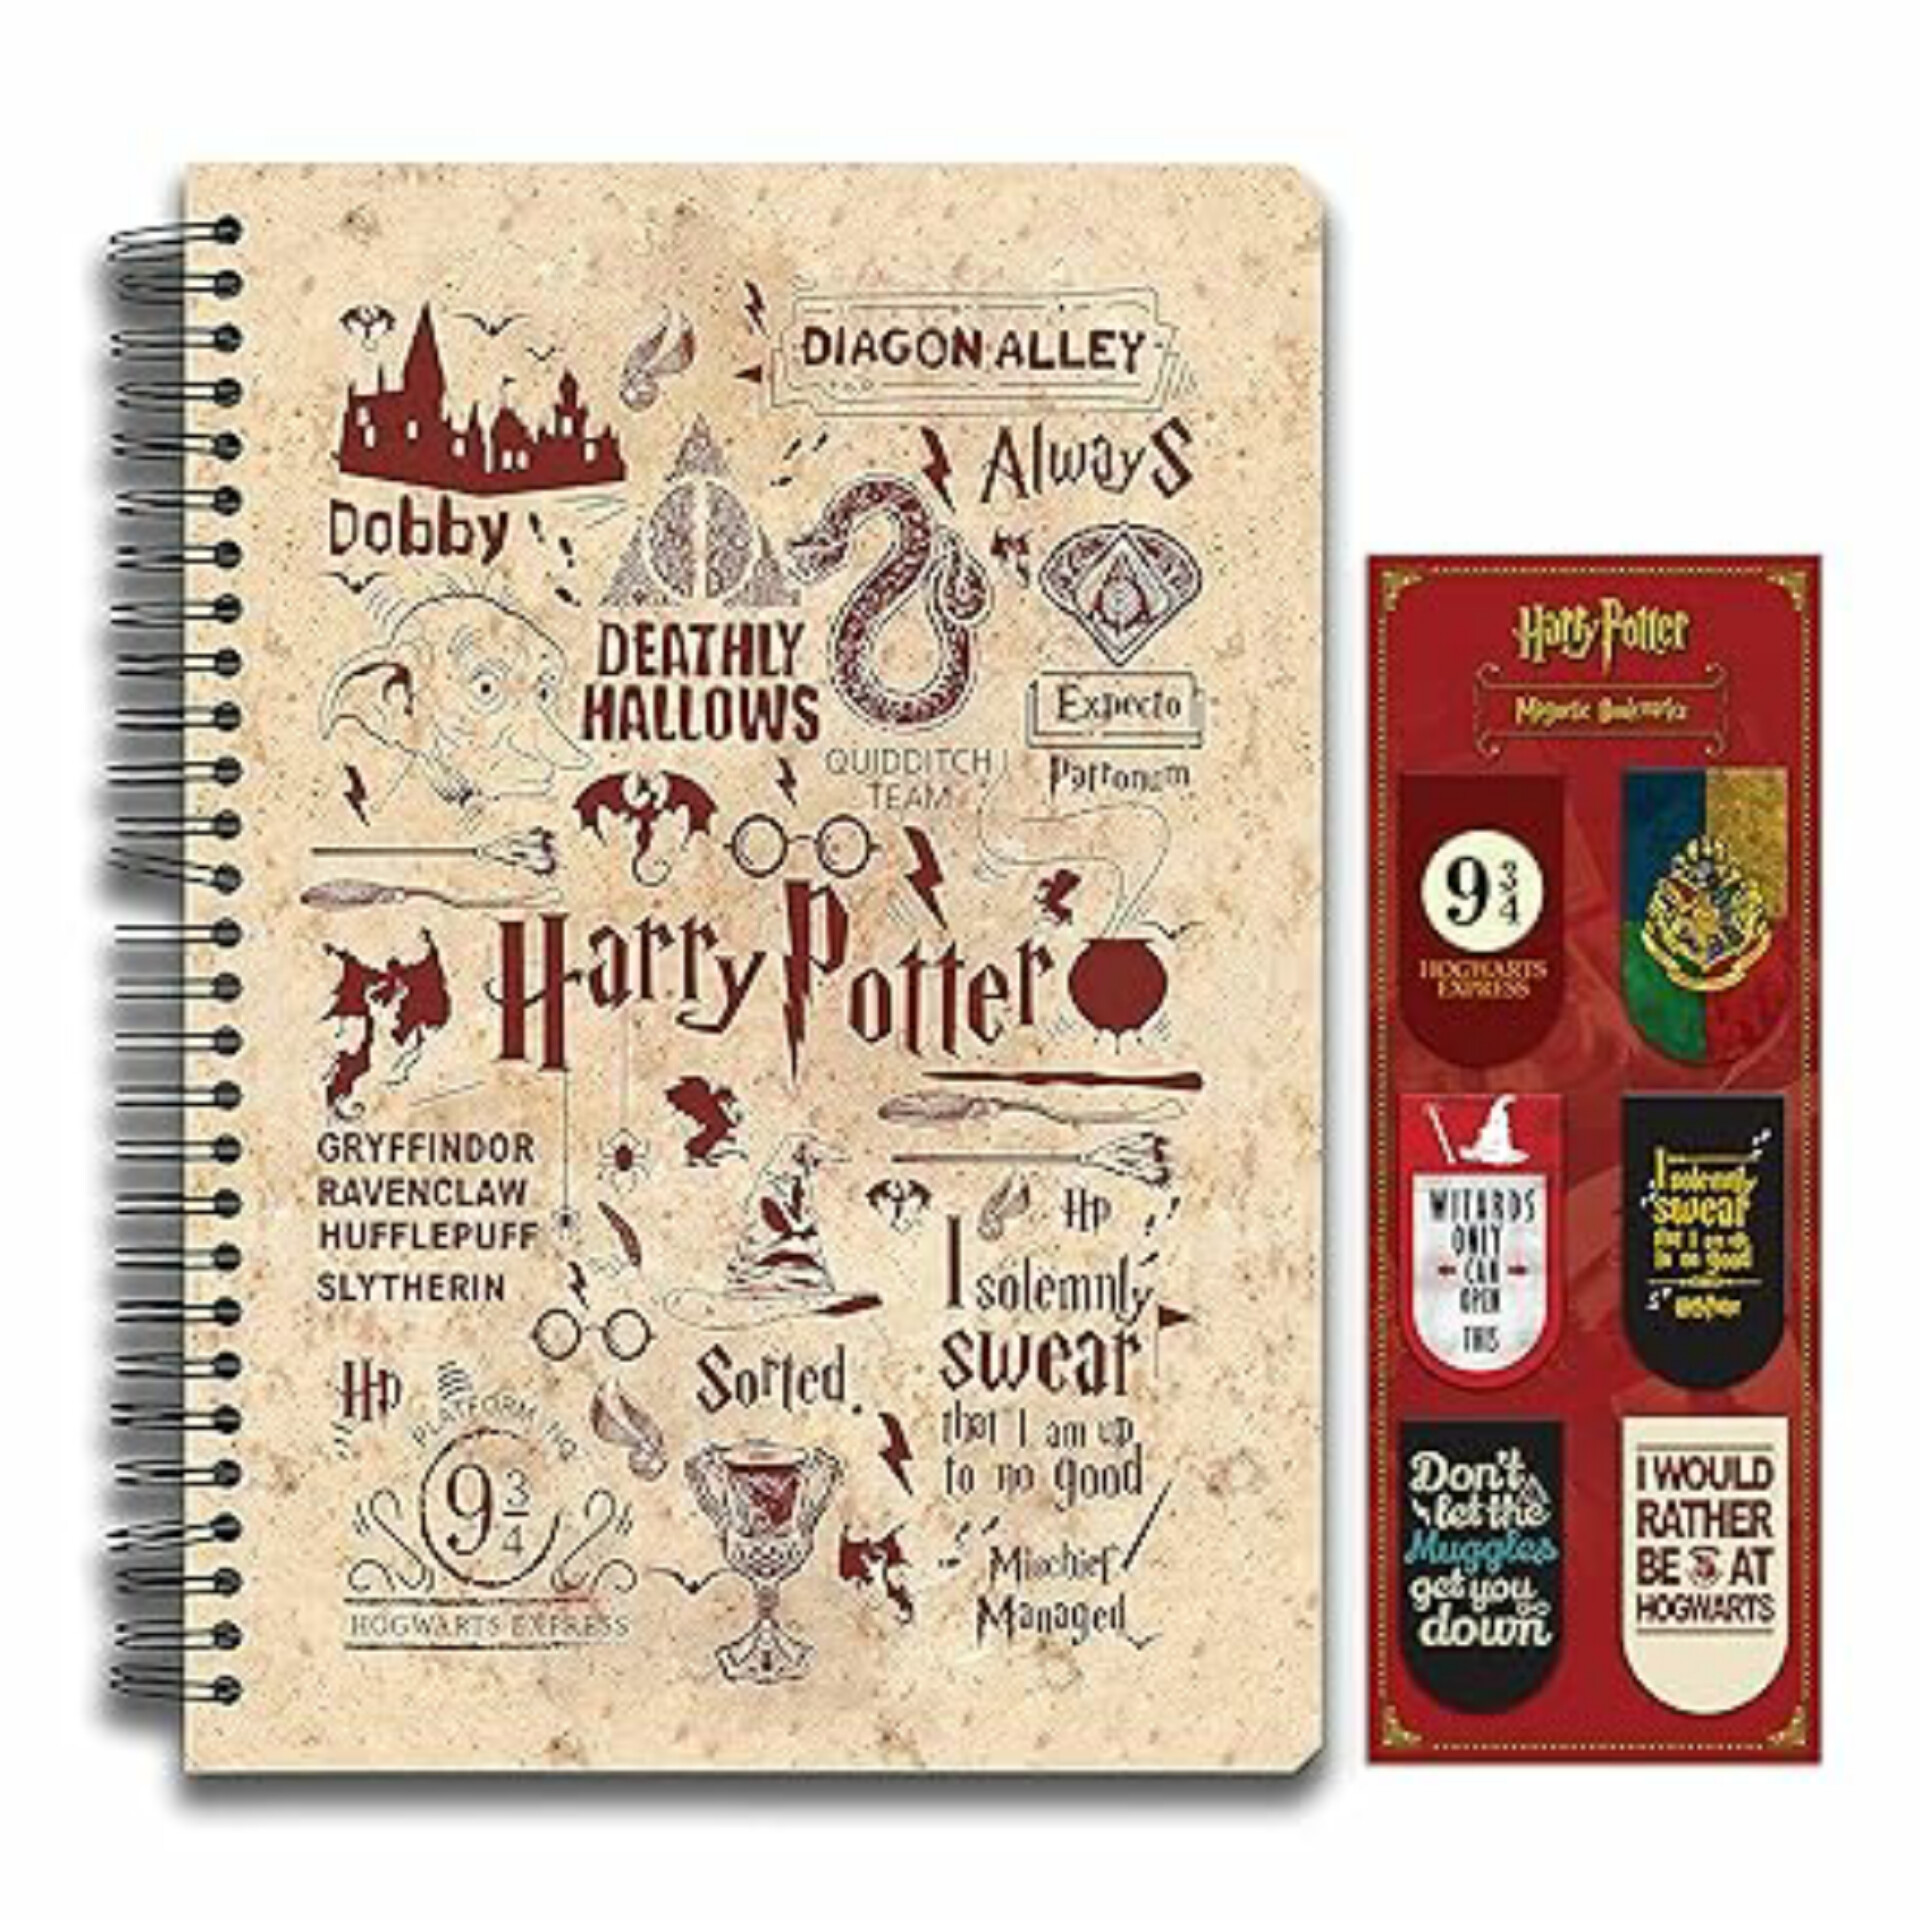 DIAGON ALLEY
Always
Dobby
DEATHLY
HALLOWS
Expecto
Patronum
QUIDDITCH
TEAM
Harry Potter
GRYFFINDOR
RAVENCLAW
HUFFLEPUFF
SLYTHERIN
Hp
I solemnly
swear
that I am up
to no good
Sorted
Hp
PLATFORM NO
9 3/4
HOGWARTS EXPRESS
Mischief
Managed
Harry Potter
Magnetic Bookmarks
9 3/4
HOGWARTS
EXPRESS
WIZARDS
ONLY
CAN
OPEN
THIS
I solemnly
swear
that I am up
to no good
Don't
let the
Muggles
get you
down
I WOULD
RATHER
BE AT
HOGWARTS